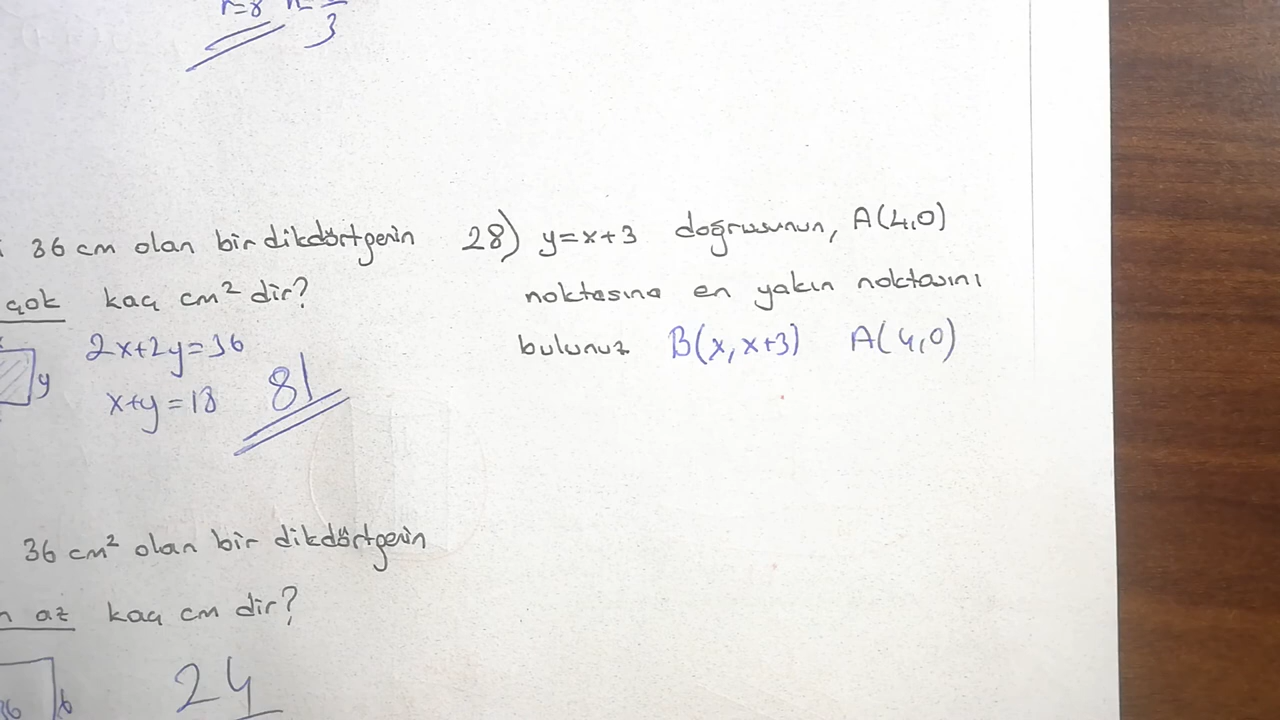 r=8
3
36 cm olan bir dikdörtgenin
çok kaç cm² dir?
2x+2y=36
y
x+y=18 81
36 cm² olan bir dikdörtgenin
az kaç cm dir?
36 b 24
28) y=x+3 doğrusunun, A(4,0)
noktasına en yakın noktasını
bulunuz B(x, x+3) A(4,0)